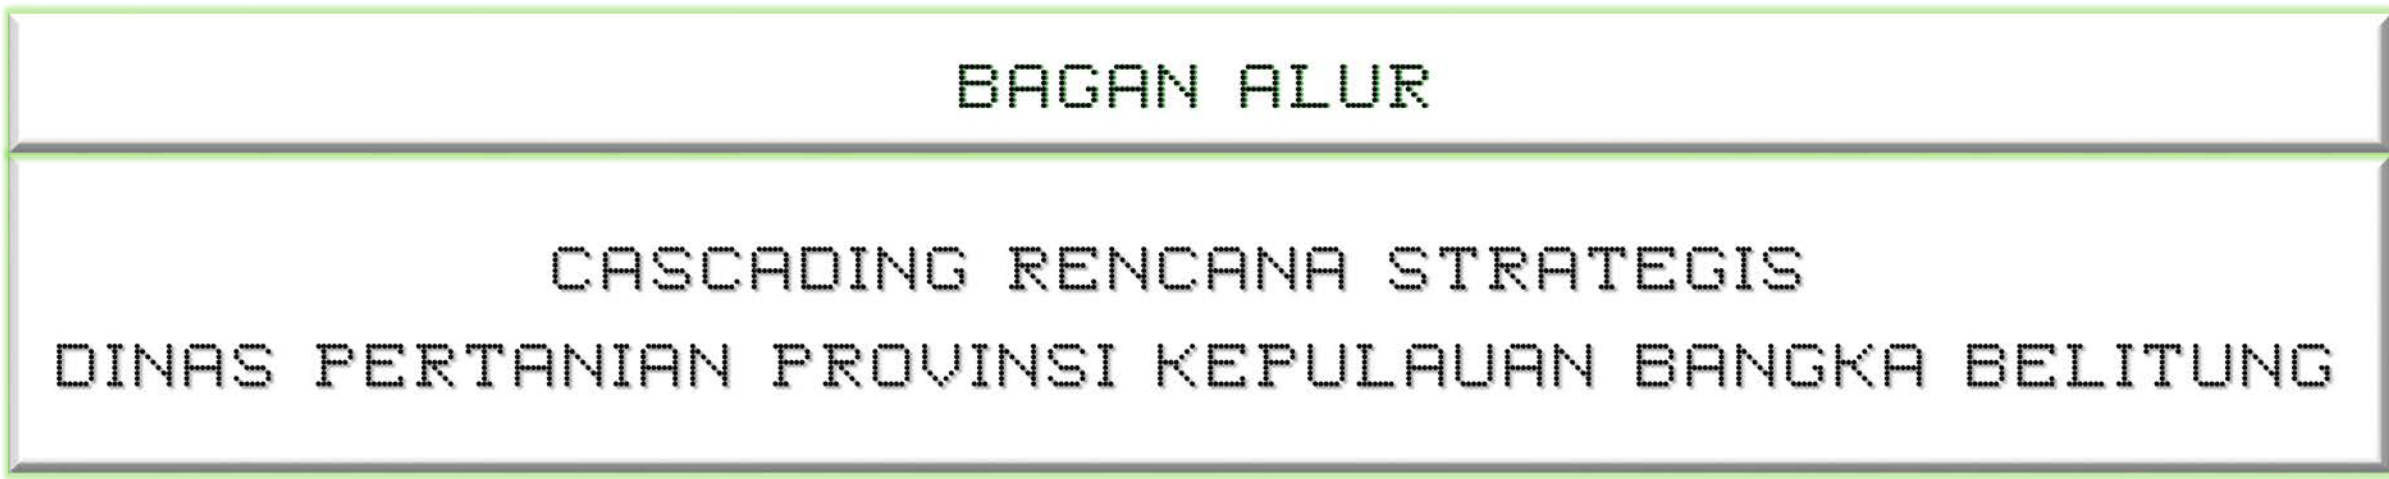 BAGAN ALUR
CASCADING RENCANA STRATEGIS
DINAS PERTANIAN PROVINSI KEPULAUAN BANGKA BELITUNG